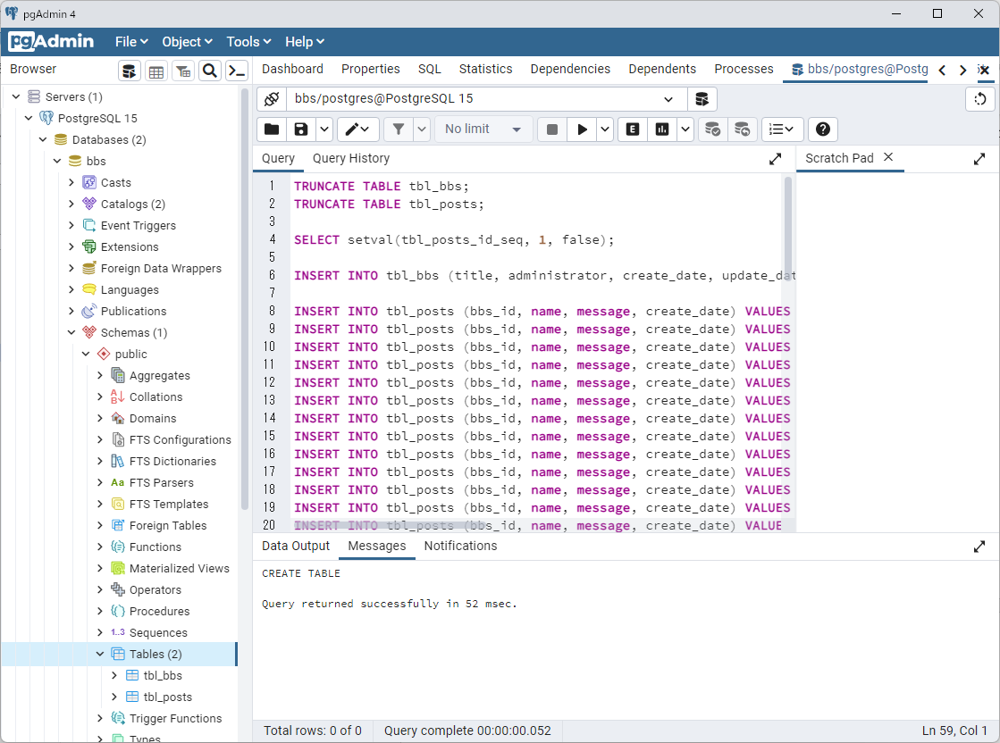 pgAdmin 4
pgAdmin File Object Tools Help
Browser
Dashboard Properties SQL Statistics Dependencies Dependents Processes bbs/postgres@Postg
Servers (1)
PostgreSQL 15
Databases (2)
bbs
Casts
Catalogs (2)
Event Triggers
Extensions
Foreign Data Wrappers
Languages
Publications
Schemas (1)
public
Aggregates
Collations
Domains
FTS Configurations
FTS Dictionaries
FTS Parsers
FTS Templates
Foreign Tables
Functions
Materialized Views
Operators
Procedures
Sequences
Tables (2)
tbl_bbs
tbl_posts
Trigger Functions
Types
bbs/postgres@PostgreSQL 15
No limit
Query Query History
Scratch Pad
1 TRUNCATE TABLE tbl_bbs;
2 TRUNCATE TABLE tbl_posts;
3
4 SELECT setval(tbl_posts_id_seq, 1, false);
5
6 INSERT INTO tbl_bbs (title, administrator, create_date, update_dat
7
8 INSERT INTO tbl_posts (bbs_id, name, message, create_date) VALUES
9 INSERT INTO tbl_posts (bbs_id, name, message, create_date) VALUES
10 INSERT INTO tbl_posts (bbs_id, name, message, create_date) VALUES
11 INSERT INTO tbl_posts (bbs_id, name, message, create_date) VALUES
12 INSERT INTO tbl_posts (bbs_id, name, message, create_date) VALUES
13 INSERT INTO tbl_posts (bbs_id, name, message, create_date) VALUES
14 INSERT INTO tbl_posts (bbs_id, name, message, create_date) VALUES
15 INSERT INTO tbl_posts (bbs_id, name, message, create_date) VALUES
16 INSERT INTO tbl_posts (bbs_id, name, message, create_date) VALUES
17 INSERT INTO tbl_posts (bbs_id, name, message, create_date) VALUES
18 INSERT INTO tbl_posts (bbs_id, name, message, create_date) VALUES
19 INSERT INTO tbl_posts (bbs_id, name, message, create_date) VALUES
20 INSERT INTO tbl_posts (bbs_id, name, message, create_date) VALUE
Data Output Messages Notifications
CREATE TABLE
Query returned successfully in 52 msec.
Total rows: 0 of 0 Query complete 00:00:00.052 Ln 59, Col 1